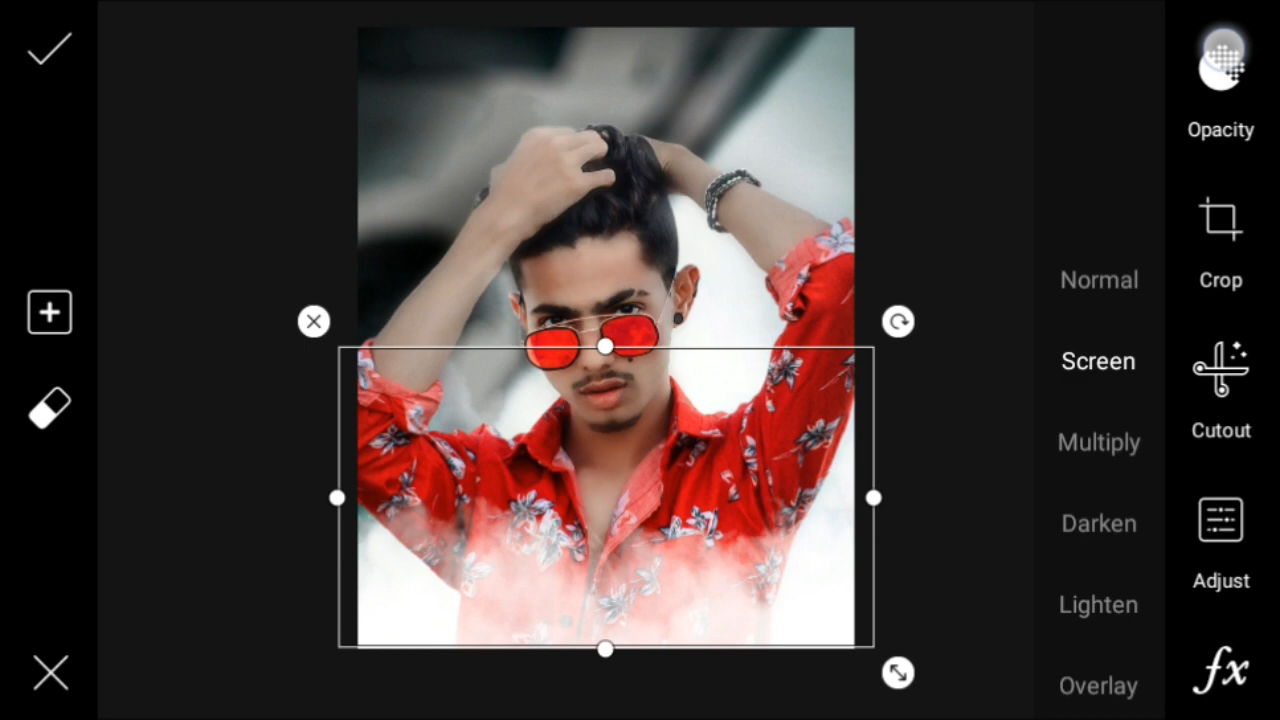 Opacity
Crop
Cutout
Adjust
fx
Normal
Screen
Multiply
Darken
Lighten
Overlay